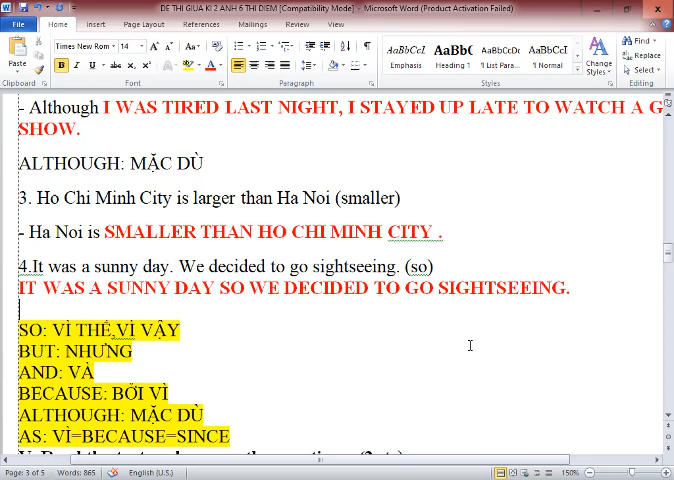 DE THI GIUA KI 2 ANH 6 THI DIEM [Compatibility Mode] - Microsoft Word (Product Activation Failed)
File Home Insert Page Layout References Mailings Review View
Paste
Times New Rom 14
AaBbCcDc AaBbC AaBbCcDc AaBbCcDc
Emphasis Heading 1 ¶ List Para... ¶ Normal
Change Styles
Find
Replace
Select
Clipboard Font Paragraph Styles Editing
- Although I WAS TIRED LAST NIGHT, I STAYED UP LATE TO WATCH A G
SHOW.
ALTHOUGH: MẶC DÙ
3. Ho Chi Minh City is larger than Ha Noi (smaller)
- Ha Noi is SMALLER THAN HO CHI MINH CITY .
4.It was a sunny day. We decided to go sightseeing. (so)
IT WAS A SUNNY DAY SO WE DECIDED TO GO SIGHTSEEING.
SO: VÌ THẾ,VÌ VẬY
BUT: NHƯNG
AND: VÀ
BECAUSE: BỞI VÌ
ALTHOUGH: MẶC DÙ
AS: VÌ=BECAUSE=SINCE
Page: 3 of 5 Words: 865 English (U.S.) 150%